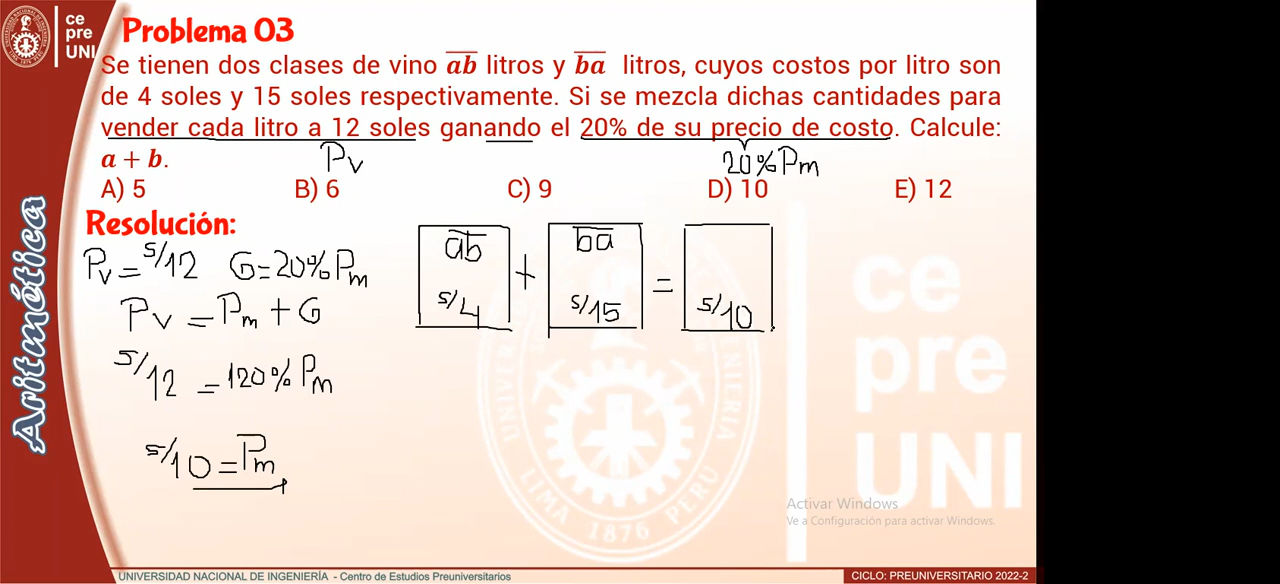 ce
pre
UNI
Problema 03
Se tienen dos clases de vino ab litros y ba litros, cuyos costos por litro son
de 4 soles y 15 soles respectivamente. Si se mezcla dichas cantidades para
vender cada litro a 12 soles ganando el 20% de su precio de costo. Calcule:
a + b.
Pv 20%Pm
A) 5 B) 6 C) 9 D) 10 E) 12
Resolución:
Pv = S/12 G = 20% Pm
Pv = Pm + G
S/12 = 120% Pm
S/10 = Pm
ab + ba =
S/4 S/15 S/10
Aritmética
ce
pre
UNI
LIMA 1876 PERU
Activar Windows
Ve a Configuración para activar Windows.
UNIVERSIDAD NACIONAL DE INGENIERÍA - Centro de Estudios Preuniversitarios
CICLO: PREUNIVERSITARIO 2022-2